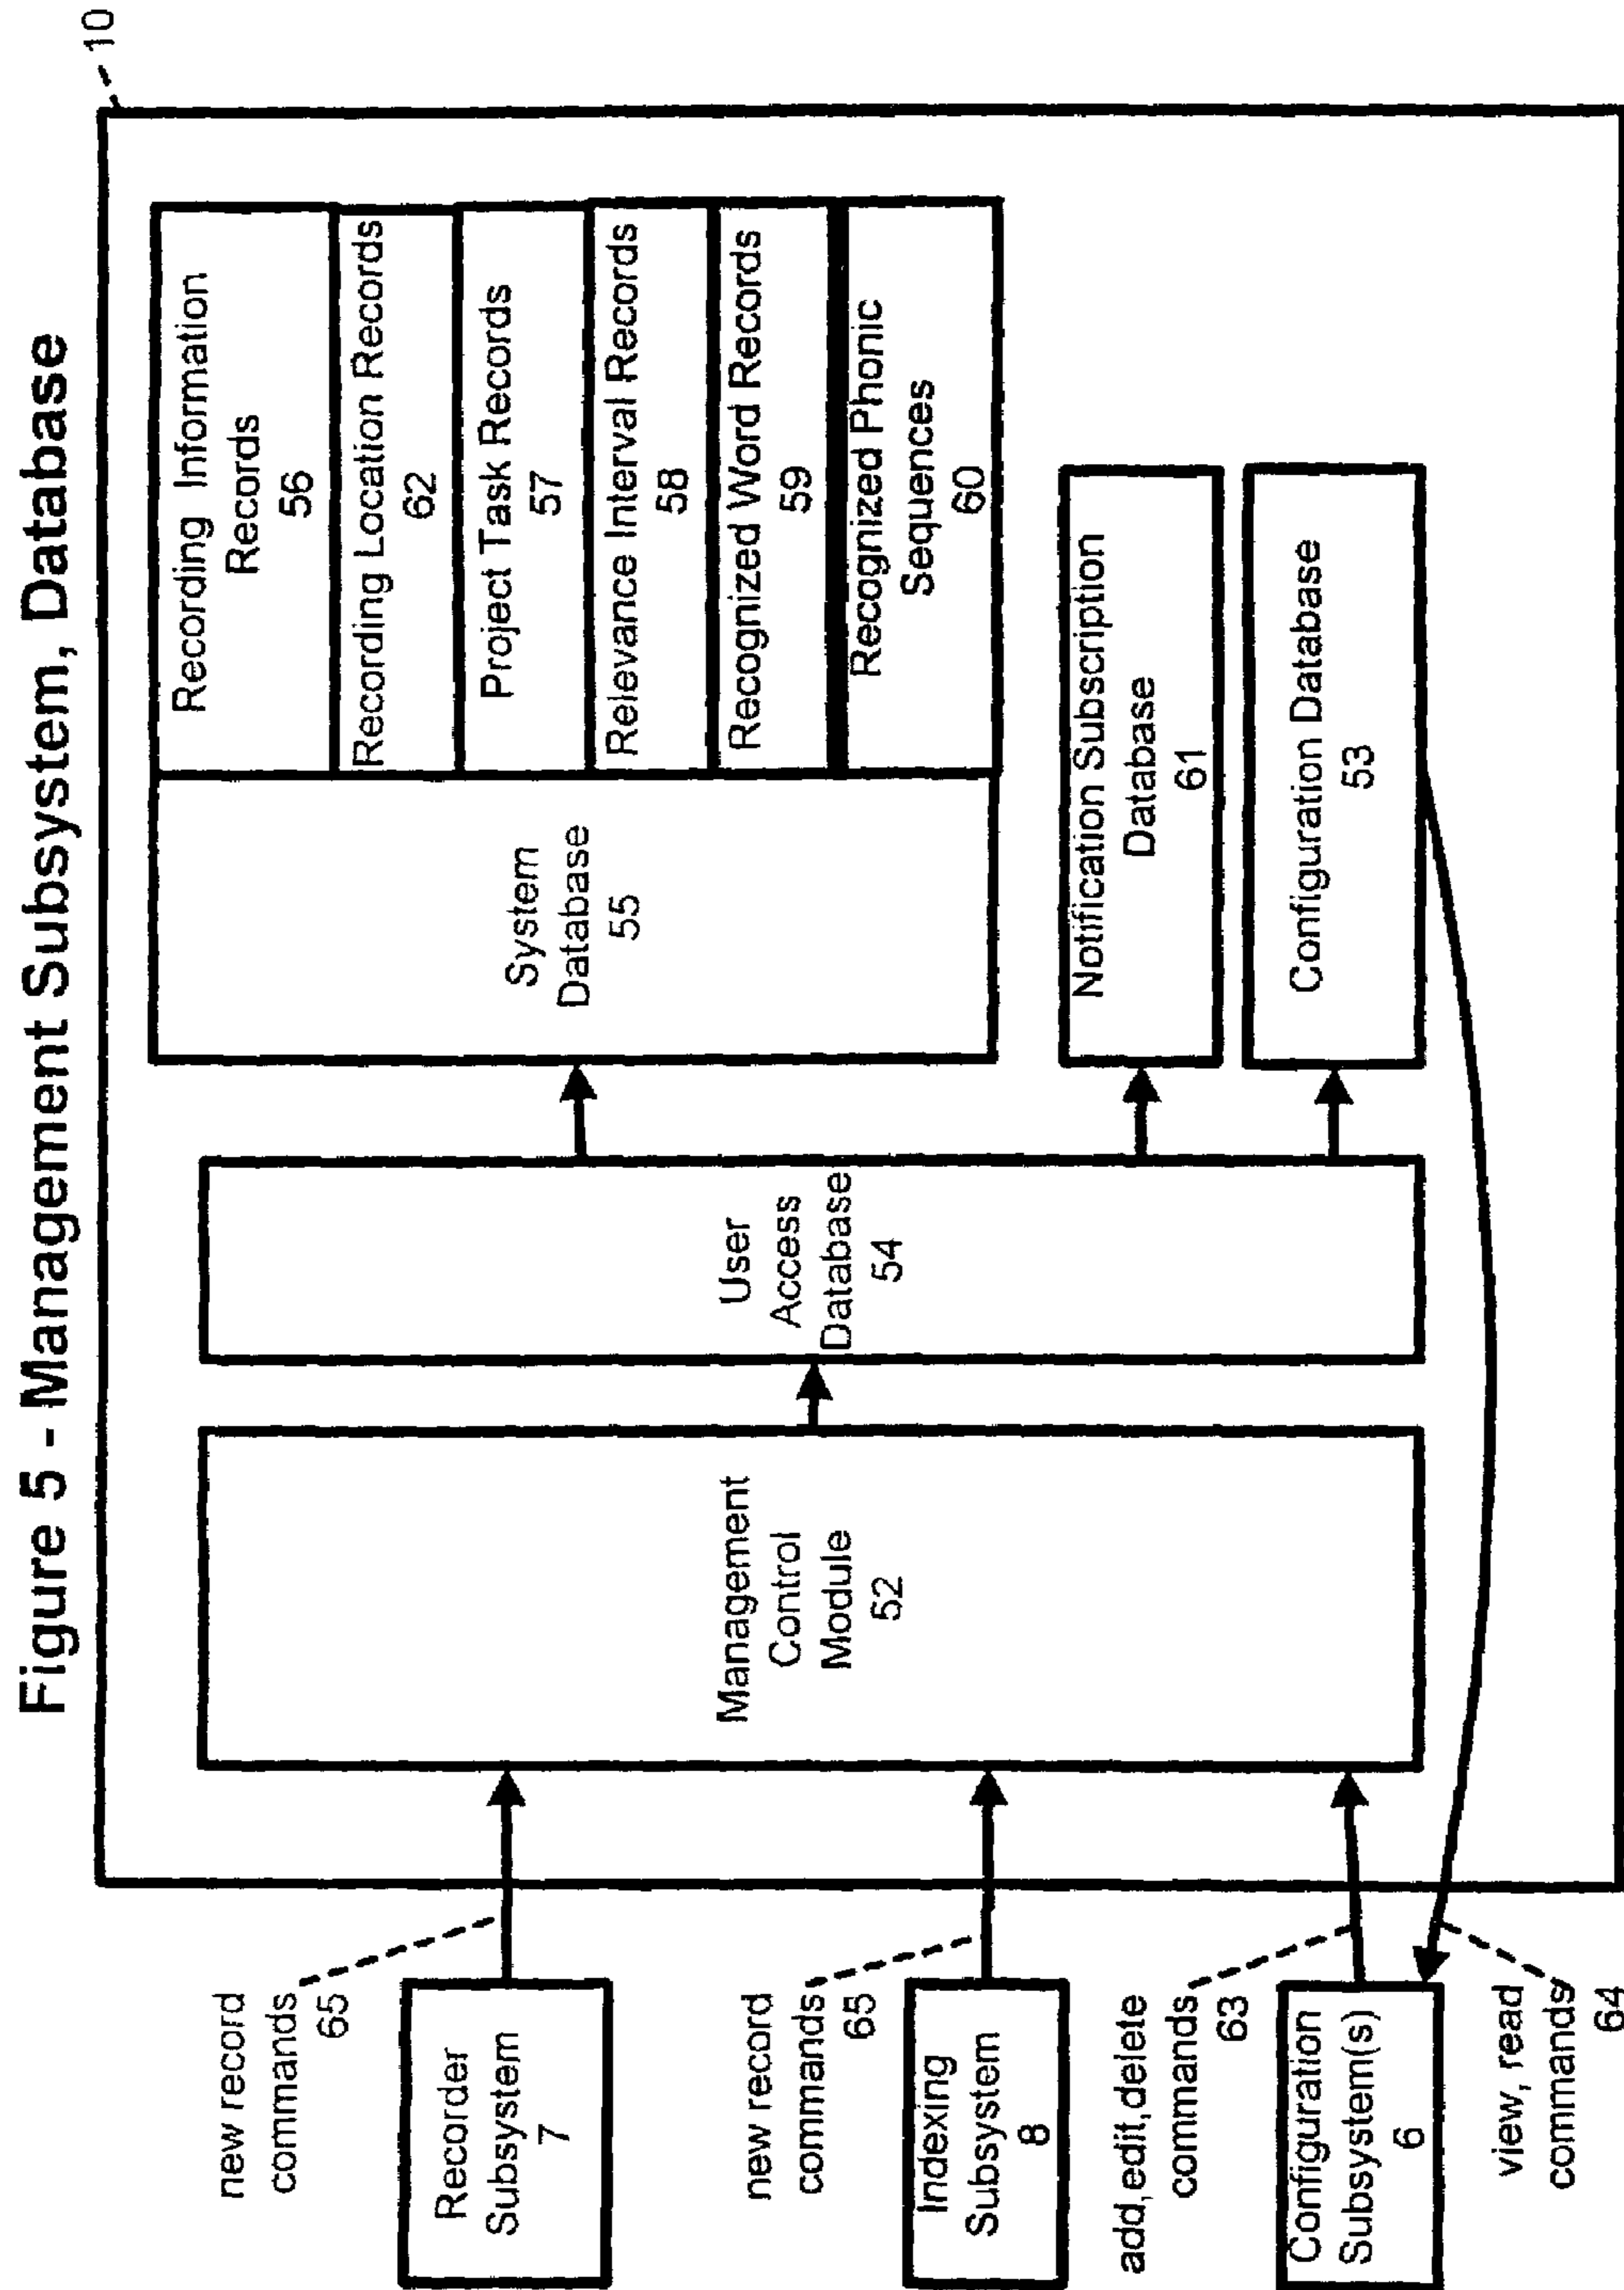 Figure 5 - Management Subsystem, Database
10
new record
commands
65
Recorder
Subsystem
7
new record
commands
65
Indexing
Subsystem
8
add,edit,delete
commands
63
Configuration
Subsystem(s)
6
view, read
commands
64
Management
Control
Module
52
User
Access
Database
54
System
Database
55
Recording Information
Records
56
Recording Location Records
62
Project Task Records
57
Relevance Interval Records
58
Recognized Word Records
59
Recognized Phonic
Sequences
60
Notification Subscription
Database
61
Configuration Database
53